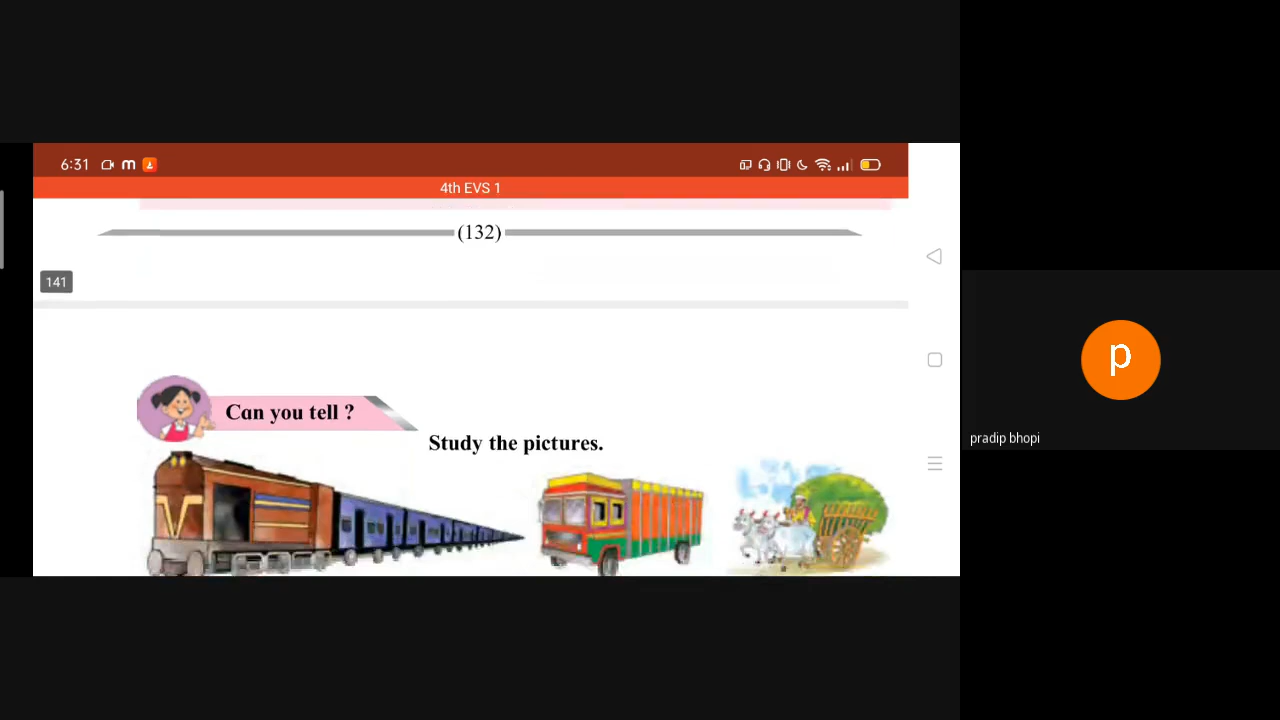 6:31
4th EVS 1
(132)
141
Can you tell ?
Study the pictures.
p
pradip bhopi